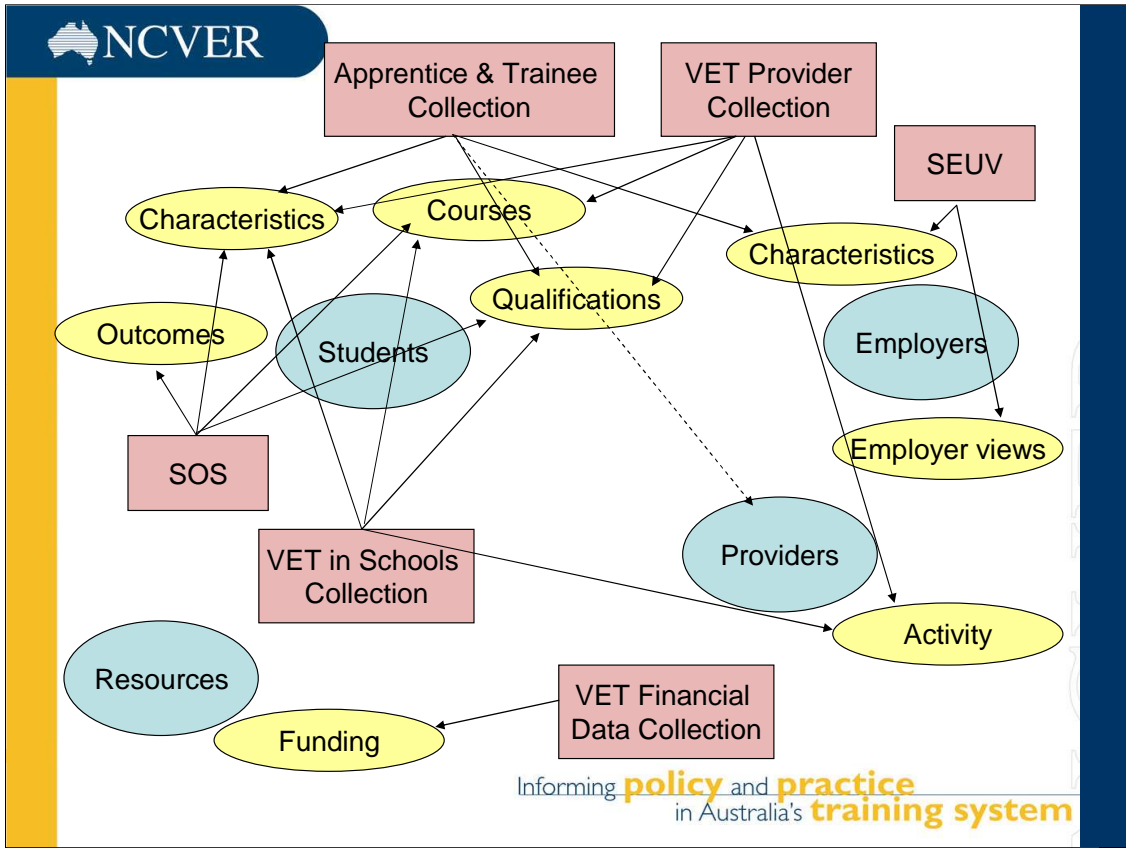 NCVER
Apprentice & Trainee
Collection
VET Provider
Collection
SEUV
Characteristics
Courses
Characteristics
Qualifications
Outcomes
Students
Employers
Employer views
SOS
Providers
VET in Schools
Collection
Activity
Resources
VET Financial
Data Collection
Funding
Informing policy and practice
in Australia's training system